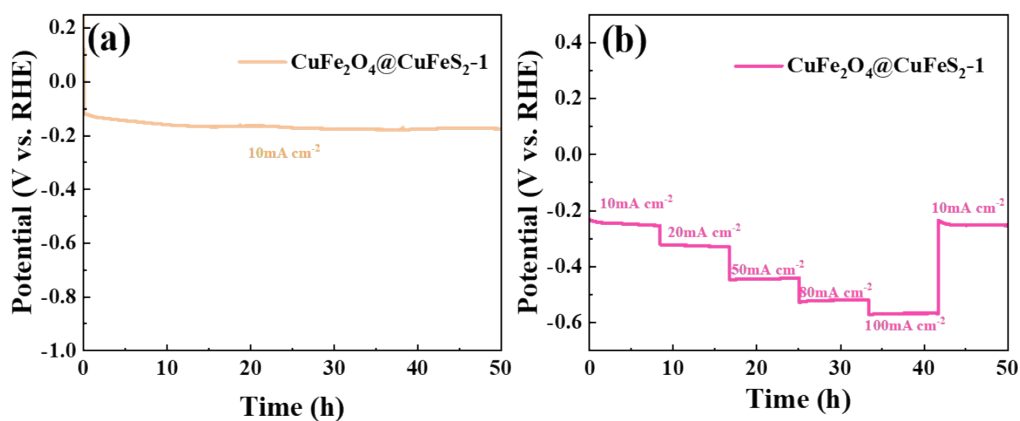 (a)
CuFe₂O₄@CuFeS₂-1
10mA cm⁻²
Potential (V vs. RHE)
0.2
0.0
-0.2
-0.4
-0.6
-0.8
-1.0
0
10
20
30
40
50
Time (h)
(b)
CuFe₂O₄@CuFeS₂-1
10mA cm⁻²
20mA cm⁻²
50mA cm⁻²
80mA cm⁻²
100mA cm⁻²
10mA cm⁻²
Potential (V vs. RHE)
0.4
0.2
0.0
-0.2
-0.4
-0.6
0
10
20
30
40
50
Time (h)